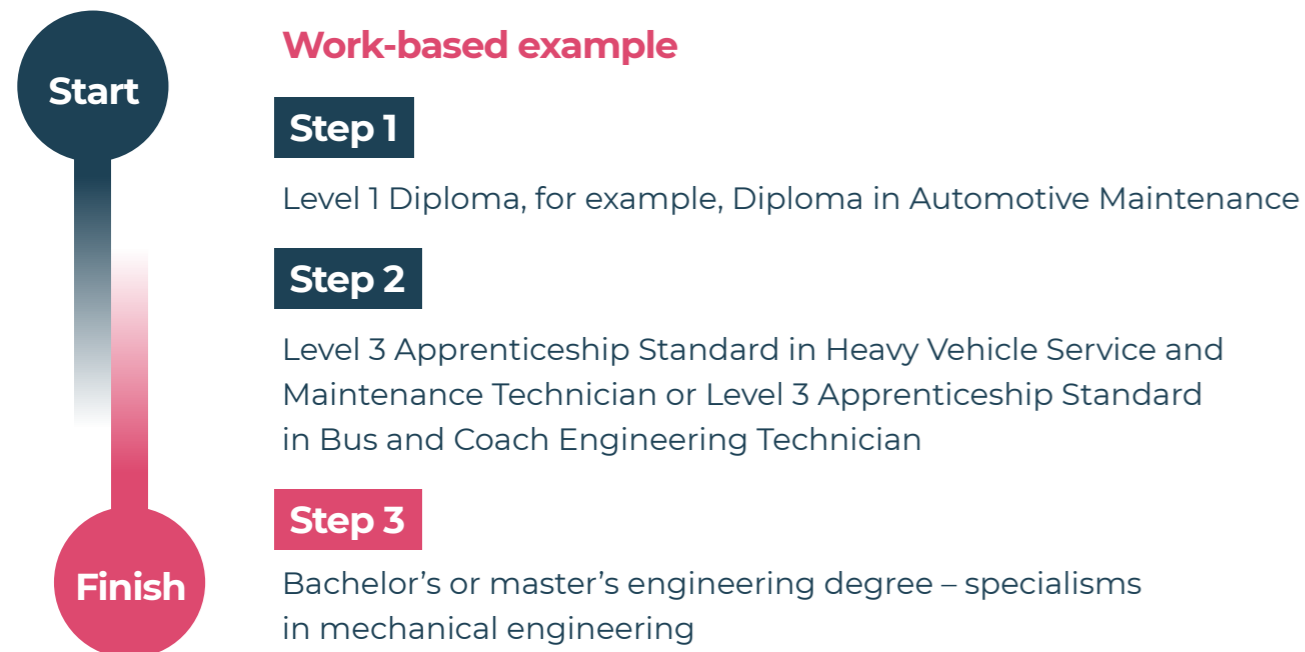 Start
Work-based example
Step 1
Level 1 Diploma, for example, Diploma in Automotive Maintenance
Step 2
Level 3 Apprenticeship Standard in Heavy Vehicle Service and
Maintenance Technician or Level 3 Apprenticeship Standard
in Bus and Coach Engineering Technician
Step 3
Finish
Bachelor’s or master’s engineering degree – specialisms
in mechanical engineering